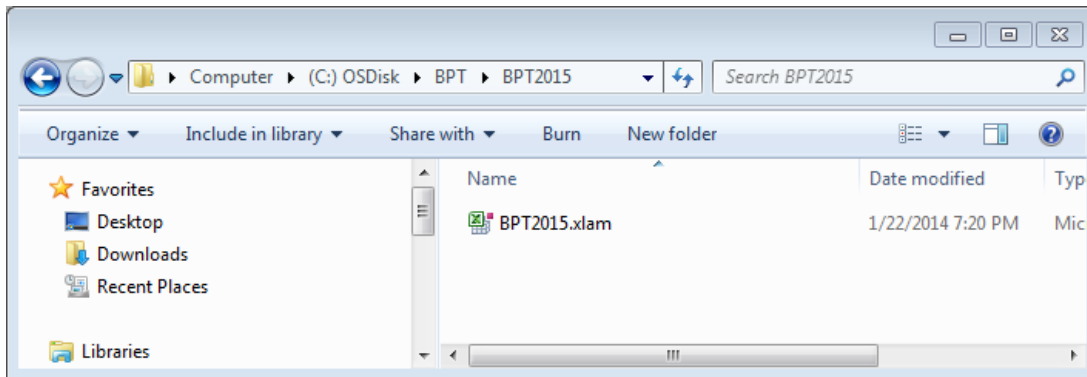 Computer (C:) OSDisk BPT BPT2015 Search BPT2015
Organize Include in library Share with Burn New folder
Favorites
Desktop
Downloads
Recent Places
Libraries
Name Date modified Typ
BPT2015.xlam 1/22/2014 7:20 PM Mic